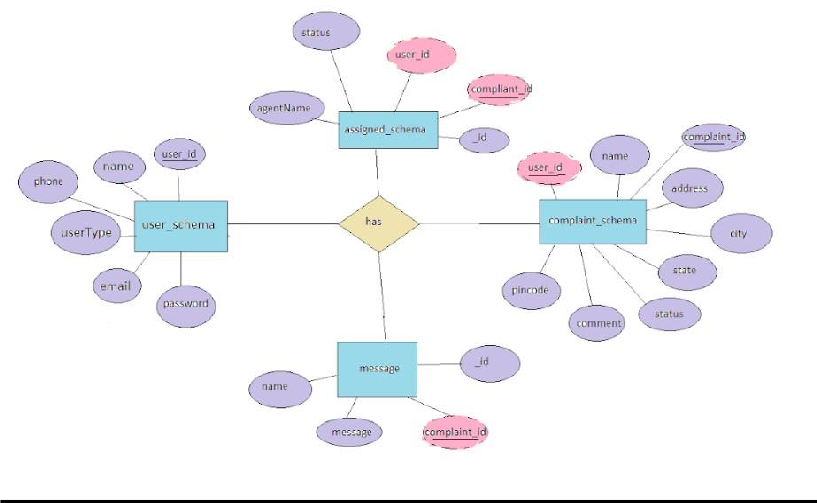 status
user_id
compliant_id
agentName
assigned_schema
_id
complaint_id
name
user_id
name
user_id
phone
address
userType
user_schema
has
complaint_schema
city
state
email
password
pincode
comment
status
message
_id
name
message
complaint_id